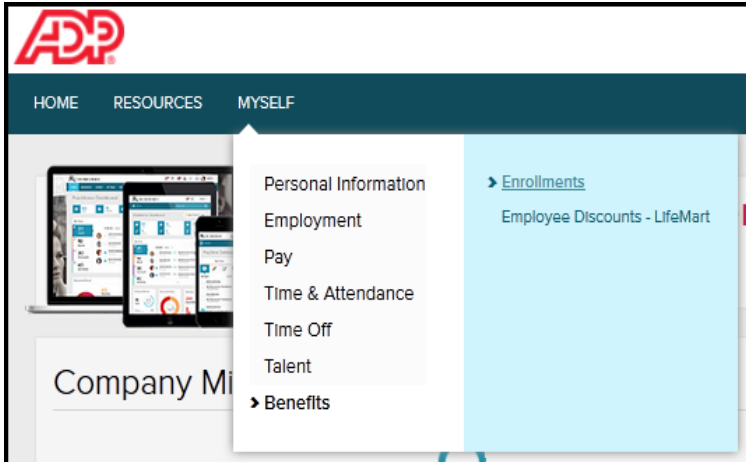 ADP
HOME RESOURCES MYSELF
Personal Information
Employment
Pay
Time & Attendance
Time Off
Talent
Benefits
Enrollments
Employee Discounts - LifeMart
Company Mi